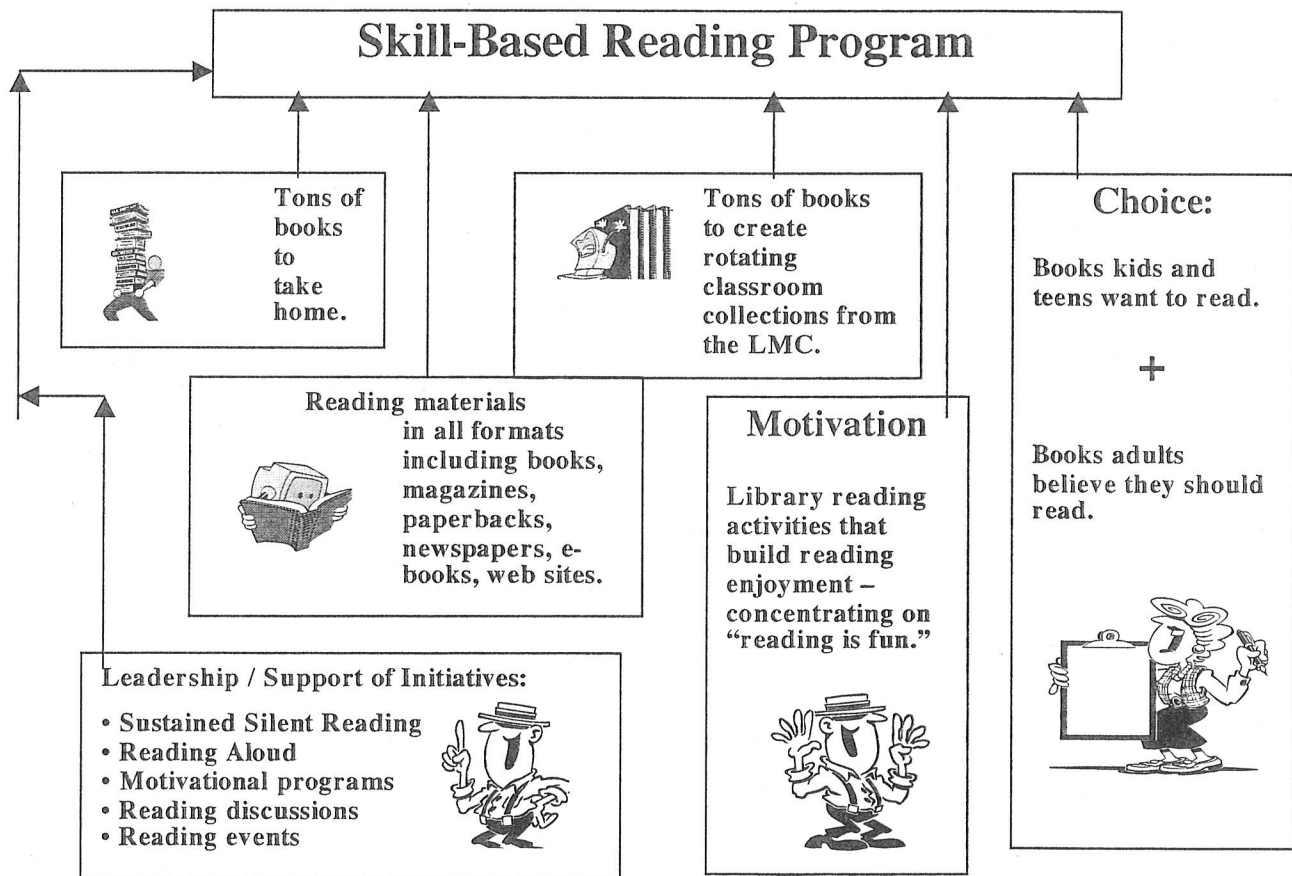 Skill-Based Reading Program
Tons of
books
to
take
home.
Tons of books
to create
rotating
classroom
collections from
the LMC.
Choice:
Books kids and
teens want to read.
+
Books adults
believe they should
read.
Reading materials
in all formats
including books,
magazines,
paperbacks,
newspapers, e-
books, web sites.
Motivation
Library reading
activities that
build reading
enjoyment –
concentrating on
“reading is fun.”
Leadership / Support of Initiatives:
• Sustained Silent Reading
• Reading Aloud
• Motivational programs
• Reading discussions
• Reading events